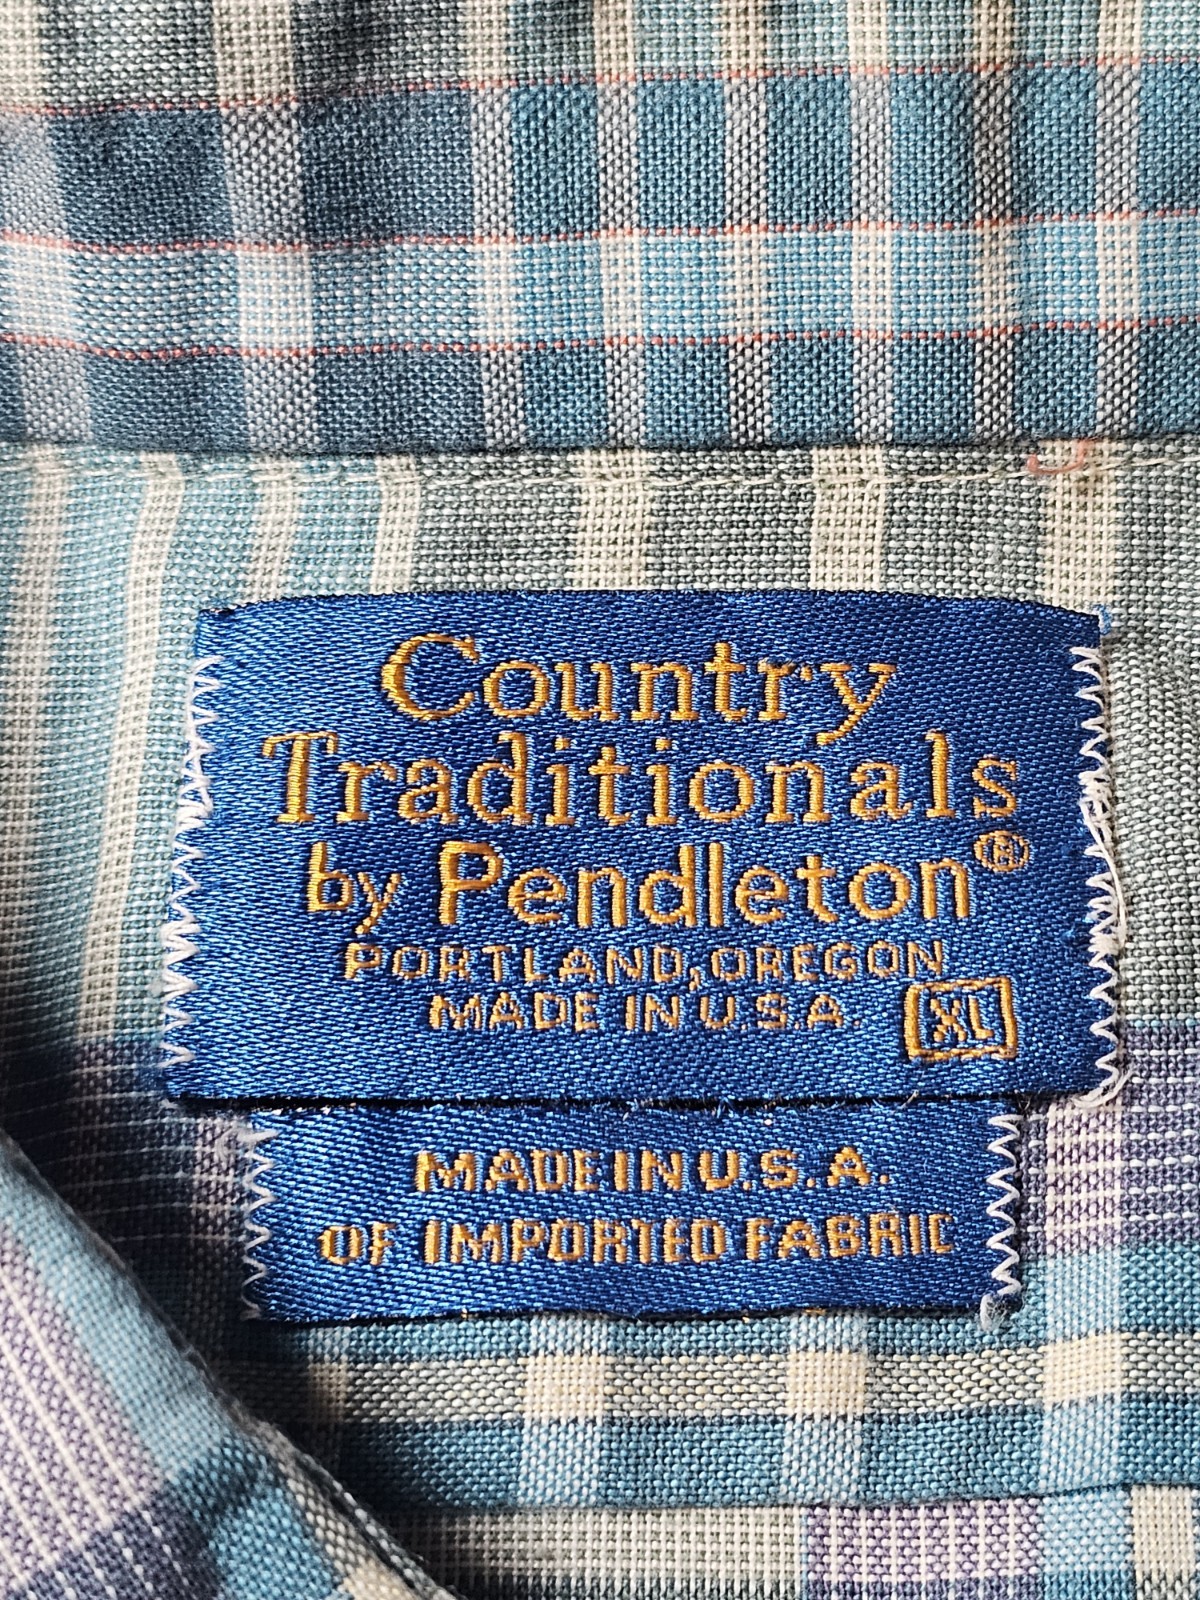 Country
Traditionals
by Pendleton®
PORTLAND, OREGON
MADE IN U.S.A.
XL
MADE IN U.S.A.
OF IMPORTED FABRIC